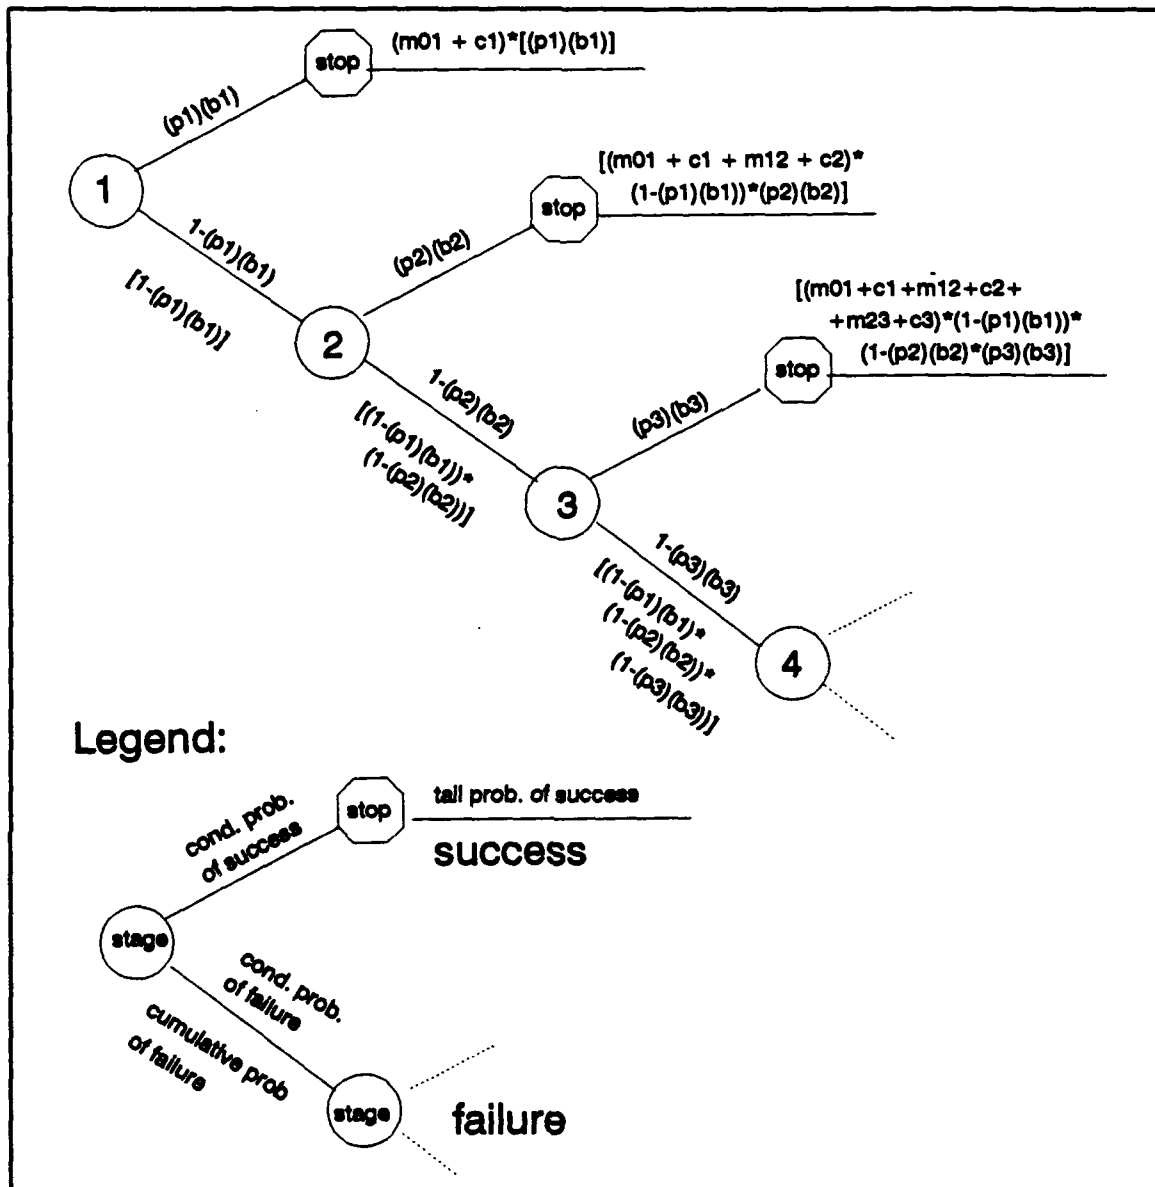 stop
(m01 + c1)*[(p1)(b1)]
(p1)(b1)
1
1-(p1)(b1)
[1-(p1)(b1)]
[(m01 + c1 + m12 + c2)*
(1-(p1)(b1))*(p2)(b2)]
stop
(p2)(b2)
2
1-(p2)(b2)
[(1-(p1)(b1))*
(1-(p2)(b2))]
[(m01+c1+m12+c2+
+m23+c3)*(1-(p1)(b1))*
(1-(p2)(b2)*(p3)(b3)]
stop
(p3)(b3)
3
1-(p3)(b3)
[(1-(p1)(b1)*
(1-(p2)(b2))*
(1-(p3)(b3))]
4
Legend:
cond. prob.
of success
stop
tail prob. of success
success
stage
cond. prob.
of failure
cumulative prob
of failure
stage
failure